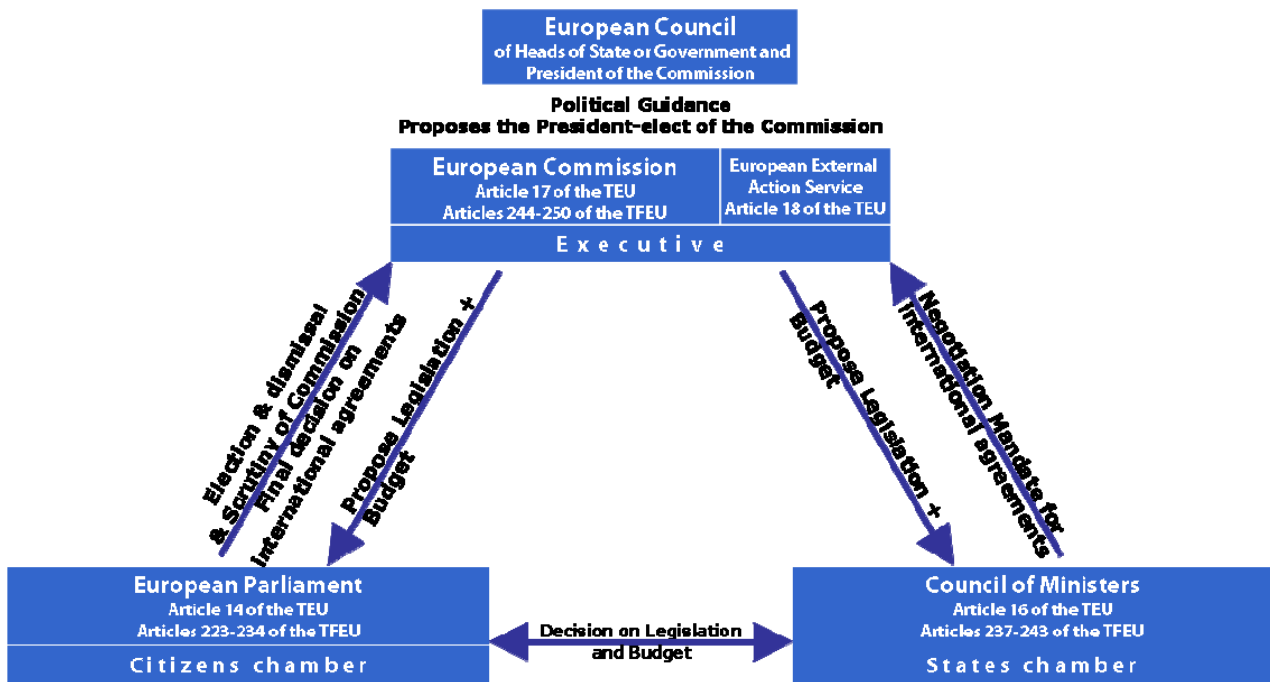 European Council
of Heads of State or Government and
President of the Commission
Political Guidance
Proposes the President-elect of the Commission
European Commission
Article 17 of the TEU
Articles 244-250 of the TFEU
European External
Action Service
Article 18 of the TEU
Executive
Election & dismissal
& Scrutiny of Commission
Final decision on
international agreements
Propose Legislation +
Budget
Propose Legislation +
Budget
Negotiation Mandate for
international agreements
European Parliament
Article 14 of the TEU
Articles 223-234 of the TFEU
Citizens chamber
Decision on Legislation
and Budget
Council of Ministers
Article 16 of the TEU
Articles 237-243 of the TFEU
States chamber